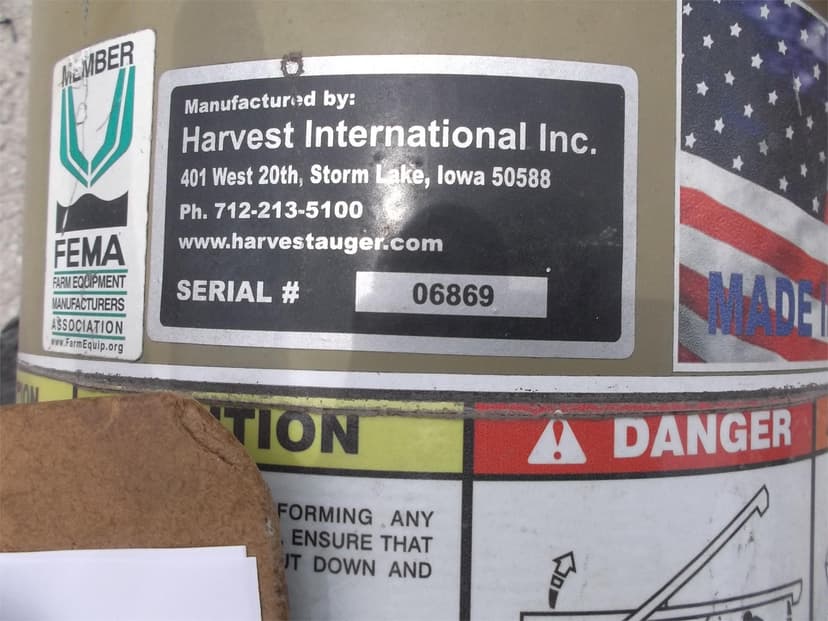 MEMBER
FEMA
FARM EQUIPMENT
MANUFACTURERS
ASSOCIATION
www.FarmEquip.org
Manufactured by:
Harvest International Inc.
401 West 20th, Storm Lake, Iowa 50588
Ph. 712-213-5100
www.harvestauger.com
SERIAL # 06869
MADE
DANGER
FORMING ANY
ENSURE THAT
DOWN AND